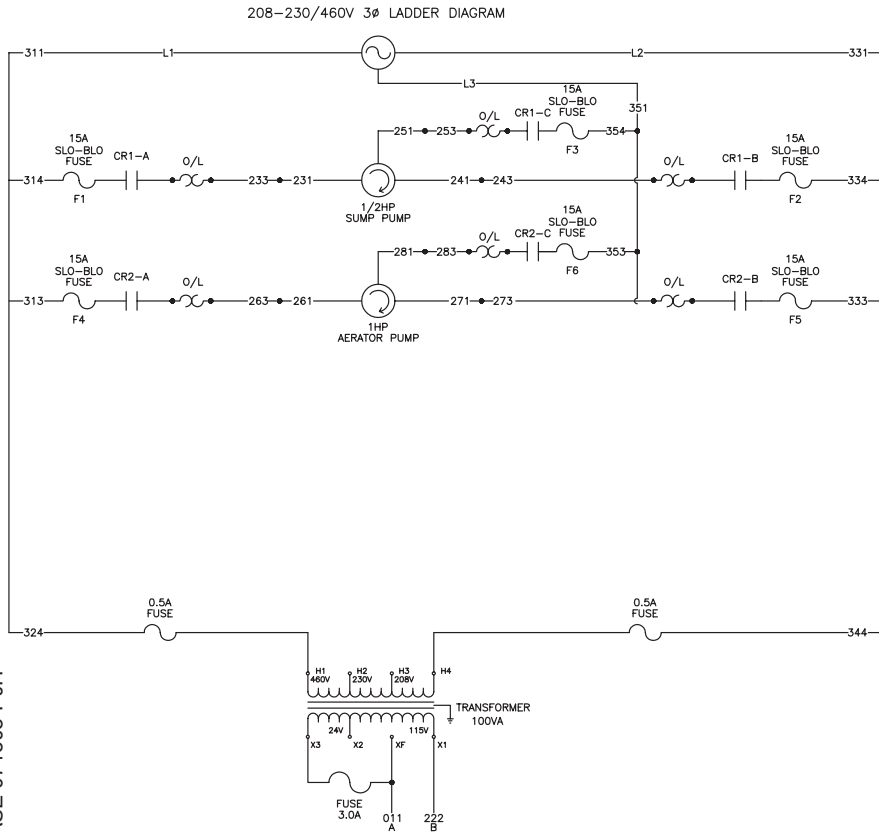 208-230/460V 3ø LADDER DIAGRAM
311 L1 L2 331
L3
351
15A
SLO-BLO
FUSE
O/L CR1-C
251 253 354
F3
15A
SLO-BLO
FUSE
CR1-A
O/L
314 233 231 241 243
F1
1/2HP
SUMP PUMP
O/L
CR1-B
15A
SLO-BLO
FUSE
334
F2
15A
SLO-BLO
FUSE
O/L CR2-C
281 283 353
F6
15A
SLO-BLO
FUSE
CR2-A
O/L
313 263 261 271 273
F4
1HP
AERATOR PUMP
O/L
CR2-B
15A
SLO-BLO
FUSE
333
F5
0.5A
FUSE
324
0.5A
FUSE
344
H1 H2 H3 H4
460V 230V 208V
TRANSFORMER
100VA
24V 115V
X3 X2 XF X1
FUSE
3.0A
011 222
A B